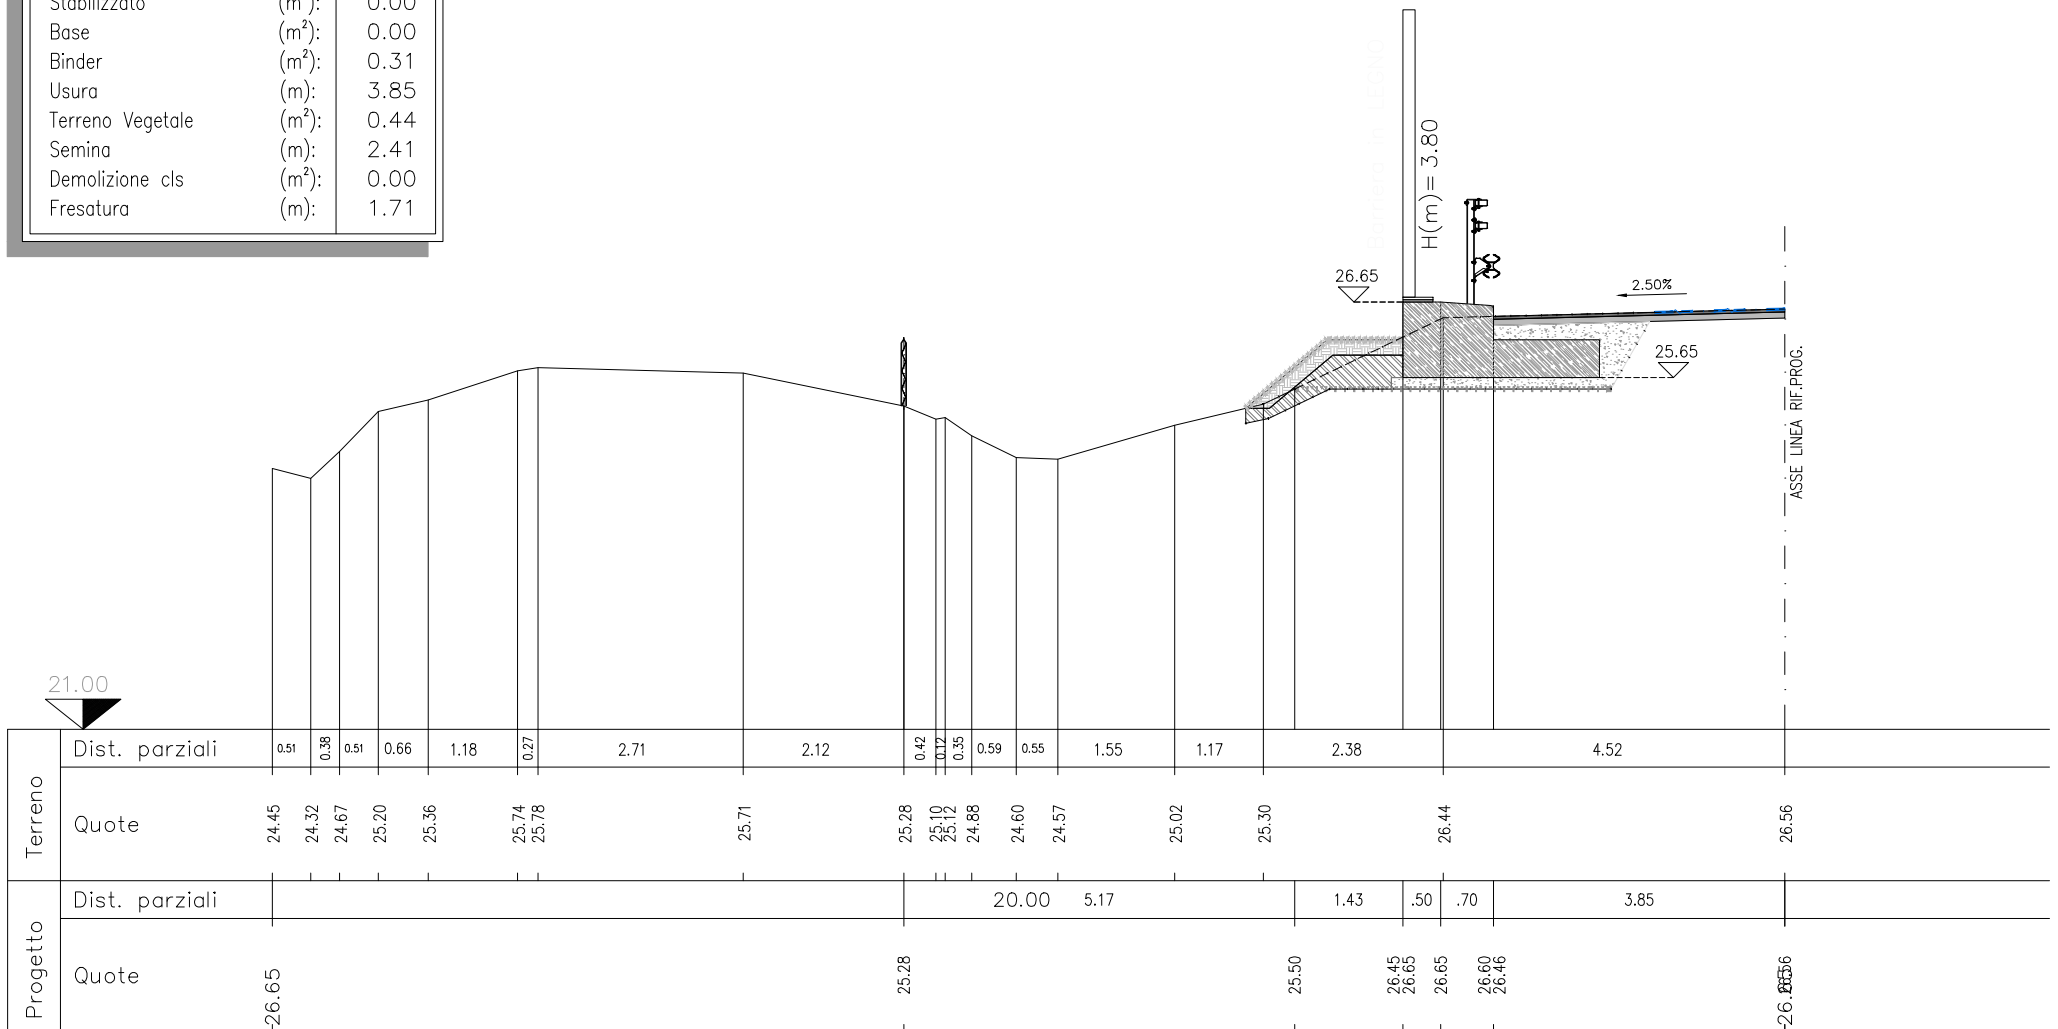 Stabilizzato (m²): 0.00
Base (m²): 0.00
Binder (m²): 0.31
Usura (m): 3.85
Terreno Vegetale (m²): 0.44
Semina (m): 2.41
Demolizione cls (m²): 0.00
Fresatura (m): 1.71
H(m)= 3.80
26.65
2.50%
25.65
ASSE LINEA RIF.PROG.
21.00
Terreno
Dist. parziali 0.51 0.38 0.51 0.66 1.18 0.27 2.71 2.12 0.42 0.12 0.35 0.59 0.55 1.55 1.17 2.38 4.52
Quote 24.45 24.32 24.67 25.20 25.36 25.74 25.78 25.71 25.28 25.10 25.12 24.88 24.60 24.57 25.02 25.30 26.44 26.56
Progetto
Dist. parziali 20.00 5.17 1.43 .50 .70 3.85
Quote 26.65 25.28 25.50 26.45 26.65 26.65 26.60 26.46